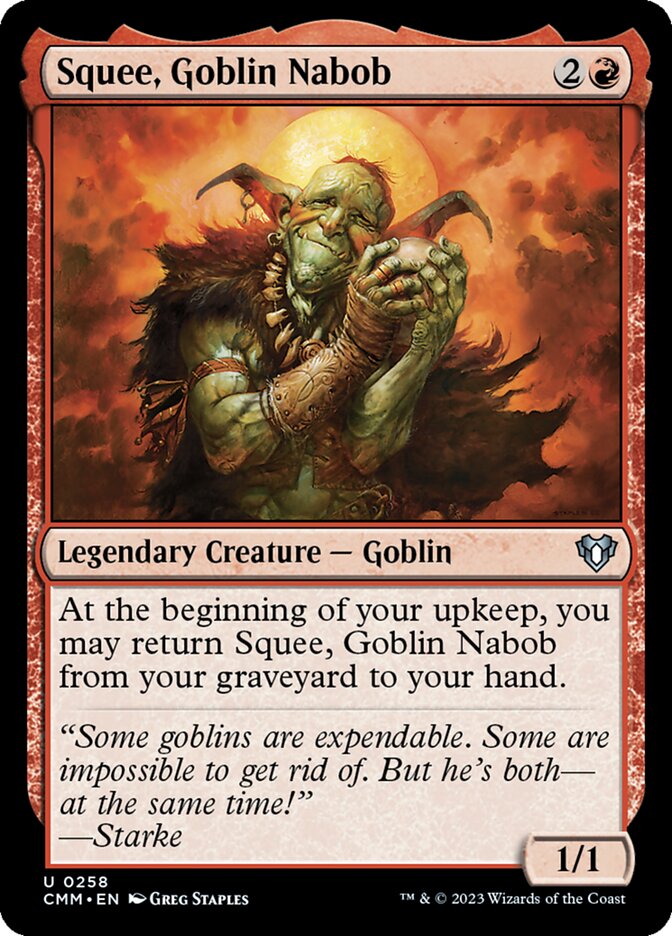 Squee, Goblin Nabob
2
Legendary Creature — Goblin
At the beginning of your upkeep, you
may return Squee, Goblin Nabob
from your graveyard to your hand.
“Some goblins are expendable. Some are
impossible to get rid of. But he’s both—
at the same time!”
—Starke
1/1
U 0258
CMM • EN Greg Staples
™ & © 2023 Wizards of the Coast